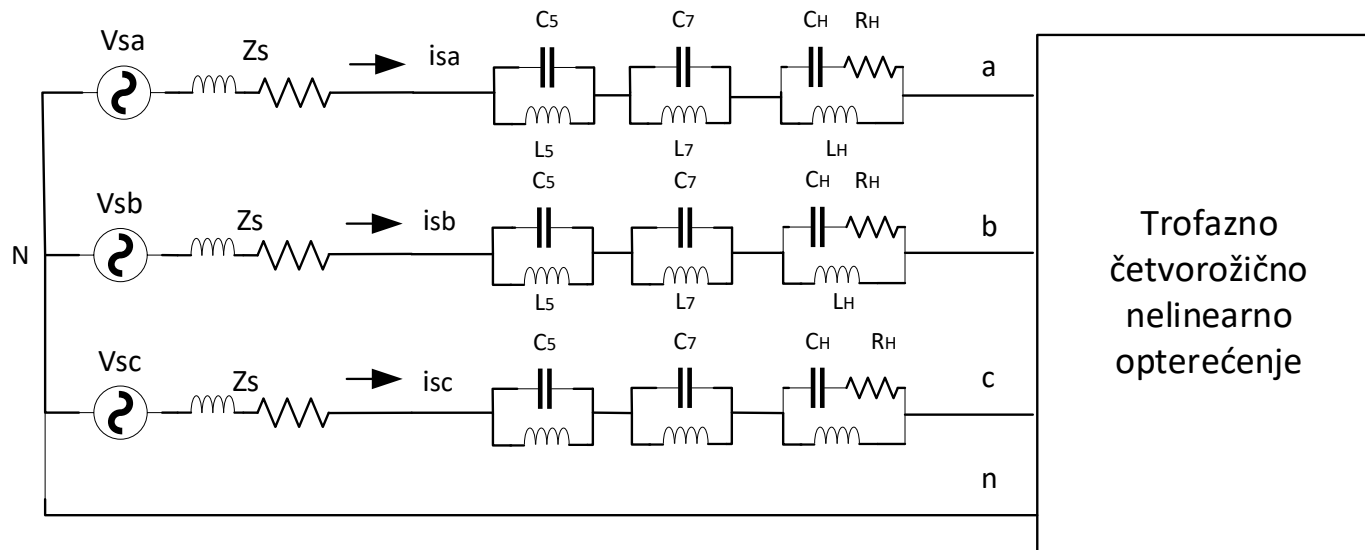 C5 C7 CH RH
Vsa Zs isa a
L5 L7 LH
C5 C7 CH RH
Vsb Zs isb b
N
L5 L7 LH
C5 C7 CH RH
Vsc Zs isc c
n
Trofazno
četvorožično
nelinearno
opterećenje